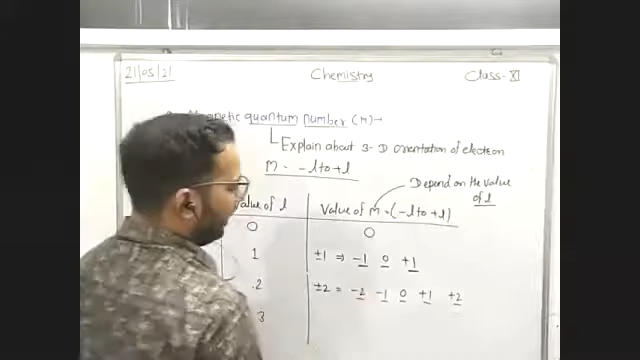 21/05/21 Chemistry Class-XI
Magnetic quantum number (m)→
Explain about 3-D orientation of electron
m = -l to +l
Depend on the value of l
Value of l Value of m = (-l to +l)
0 0
1 ±1 ⇒ -1 0 +1
2 ±2 = -2 -1 0 +1 +2
3